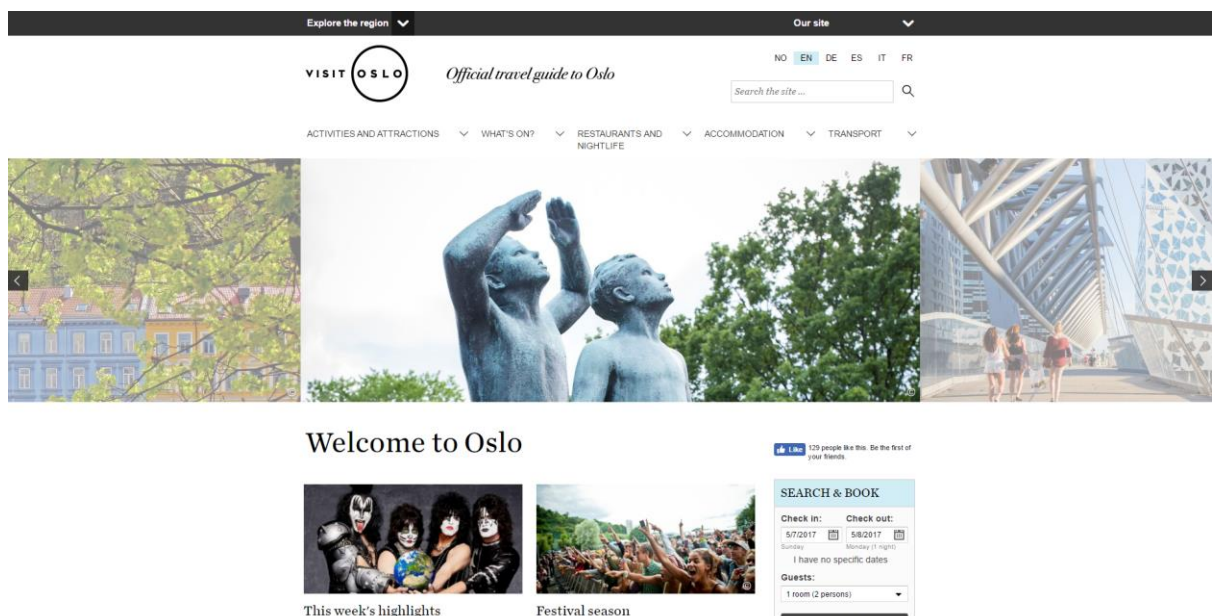 Explore the region
Our site
VISIT OSLO
Official travel guide to Oslo
NO EN DE ES IT FR
Search the site ...
ACTIVITIES AND ATTRACTIONS
WHAT'S ON?
RESTAURANTS AND
NIGHTLIFE
ACCOMMODATION
TRANSPORT
©
©
Welcome to Oslo
Like
129 people like this. Be the first of
your friends.
©
This week's highlights
Festival season
SEARCH & BOOK
Check in: Check out:
5/7/2017 5/8/2017
Sunday Monday (1 night)
I have no specific dates
Guests:
1 room (2 persons)